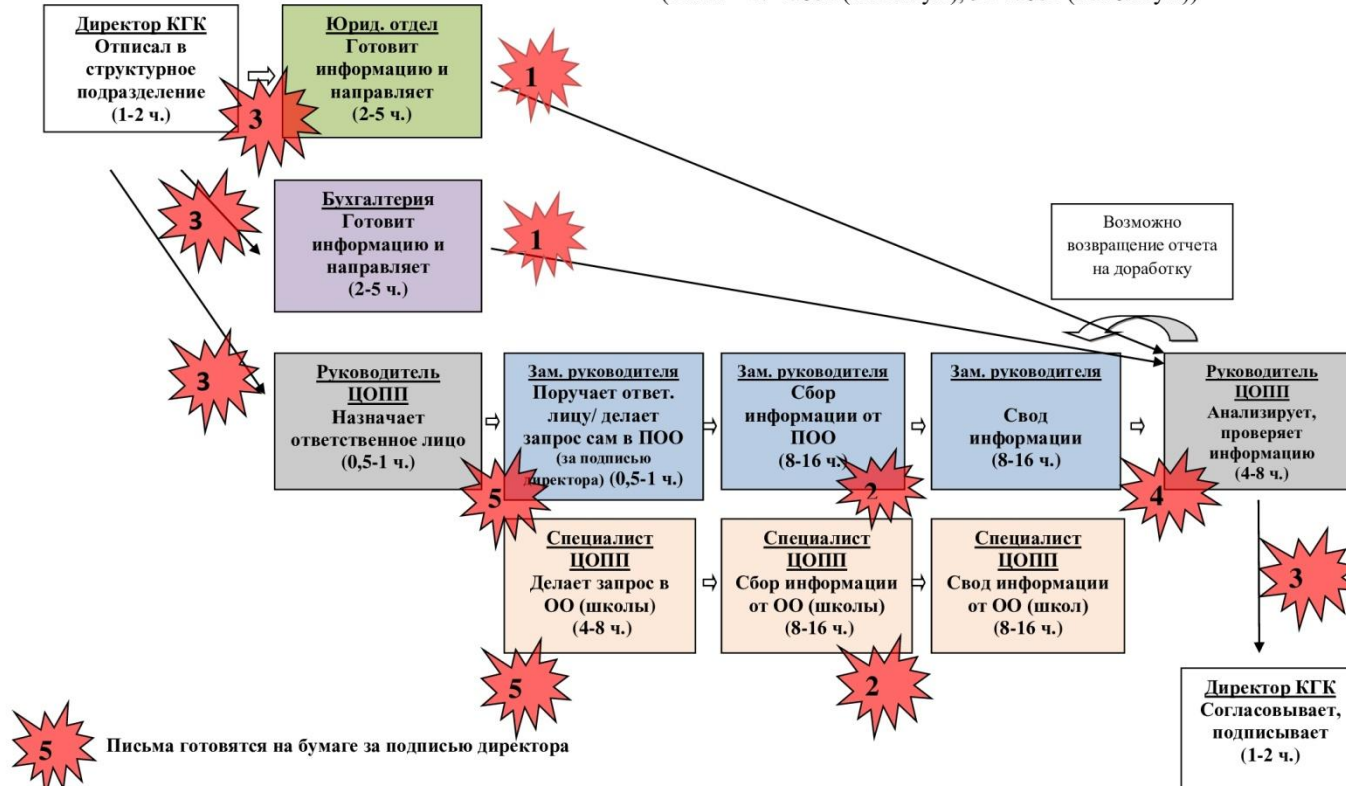 Директор КГК
Отписал в
структурное
подразделение
(1-2 ч.)
3
Юрид. отдел
Готовит
информацию и
направляет
(2-5 ч.)
1
3
Бухгалтерия
Готовит
информацию и
направляет
(2-5 ч.)
1
Возможно
возвращение отчета
на доработку
3
Руководитель
ЦОПП
Назначает
ответственное лицо
(0,5-1 ч.)
5
Зам. руководителя
Поручает ответ.
лицу/ делает
запрос сам в ПОО
(за подписью
директора) (0,5-1 ч.)
Зам. руководителя
Сбор
информации от
ПОО
(8-16 ч.)
2
Зам. руководителя
Свод
информации
(8-16 ч.)
4
Руководитель
ЦОПП
Анализирует,
проверяет
информацию
(4-8 ч.)
Специалист
ЦОПП
Делает запрос в
ОО (школы)
(4-8 ч.)
5
Специалист
ЦОПП
Сбор информации
от ОО (школы)
(8-16 ч.)
2
Специалист
ЦОПП
Свод информации
от ОО (школ)
(8-16 ч.)
3
Директор КГК
Согласовывает,
подписывает
(1-2 ч.)
5
Письма готовятся на бумаге за подписью директора